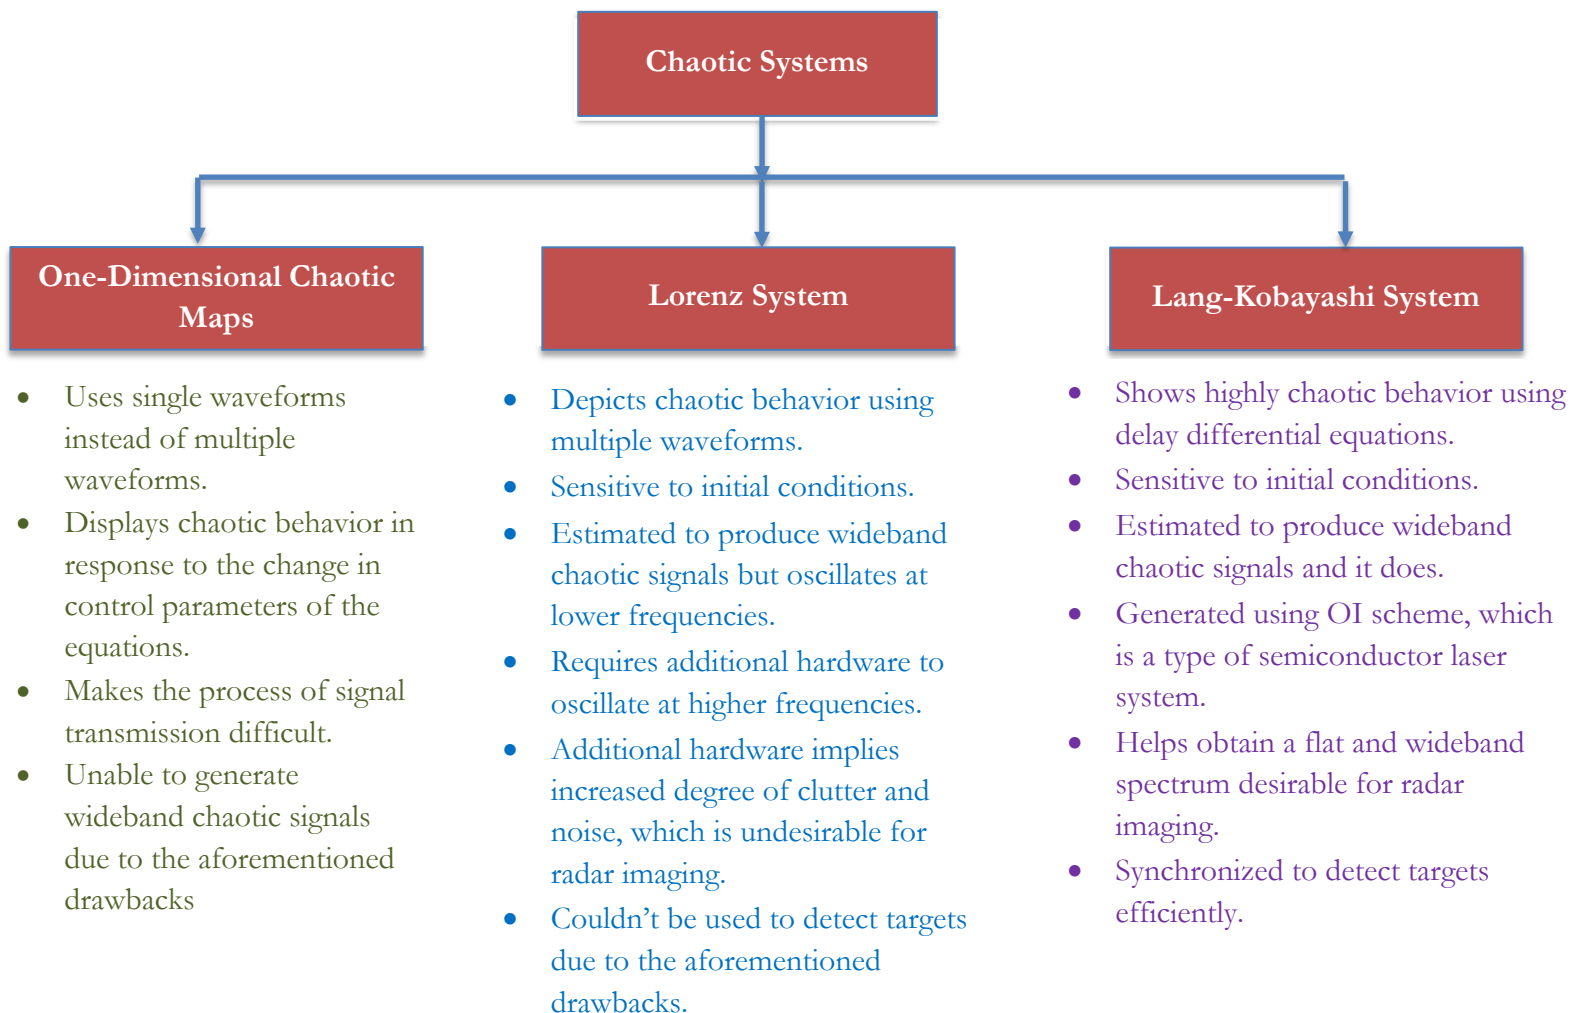 Chaotic Systems
One-Dimensional Chaotic
Maps
• Uses single waveforms
instead of multiple
waveforms.
• Displays chaotic behavior in
response to the change in
control parameters of the
equations.
• Makes the process of signal
transmission difficult.
• Unable to generate
wideband chaotic signals
due to the aforementioned
drawbacks
Lorenz System
• Depicts chaotic behavior using
multiple waveforms.
• Sensitive to initial conditions.
• Estimated to produce wideband
chaotic signals but oscillates at
lower frequencies.
• Requires additional hardware to
oscillate at higher frequencies.
• Additional hardware implies
increased degree of clutter and
noise, which is undesirable for
radar imaging.
• Couldn’t be used to detect targets
due to the aforementioned
drawbacks.
Lang-Kobayashi System
• Shows highly chaotic behavior using
delay differential equations.
• Sensitive to initial conditions.
• Estimated to produce wideband
chaotic signals and it does.
• Generated using OI scheme, which
is a type of semiconductor laser
system.
• Helps obtain a flat and wideband
spectrum desirable for radar
imaging.
• Synchronized to detect targets
efficiently.